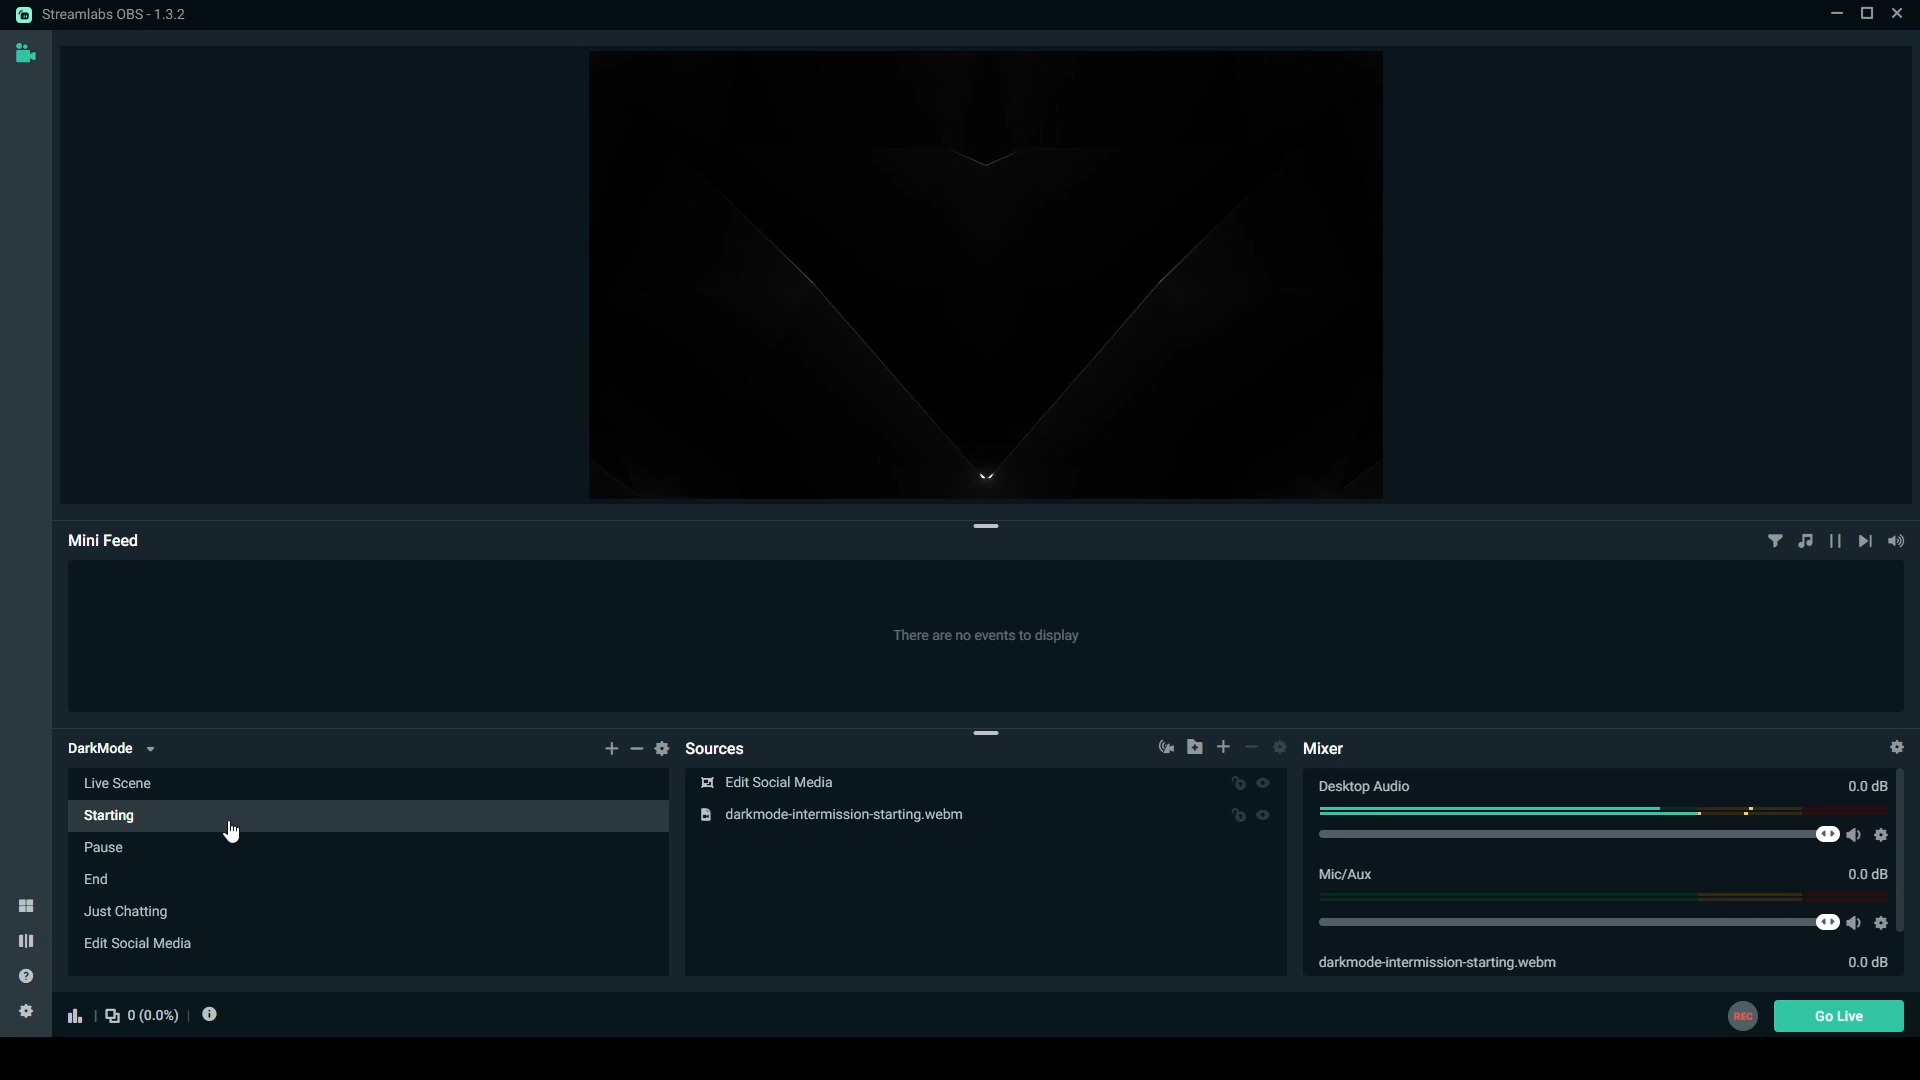 Streamlabs OBS - 1.3.2
Mini Feed
There are no events to display
DarkMode
Live Scene
Starting
Pause
End
Just Chatting
Edit Social Media
Sources
Edit Social Media
darkmode-intermission-starting.webm
Mixer
Desktop Audio 0.0 dB
Mic/Aux 0.0 dB
darkmode-intermission-starting.webm 0.0 dB
0 (0.0%)
REC
Go Live